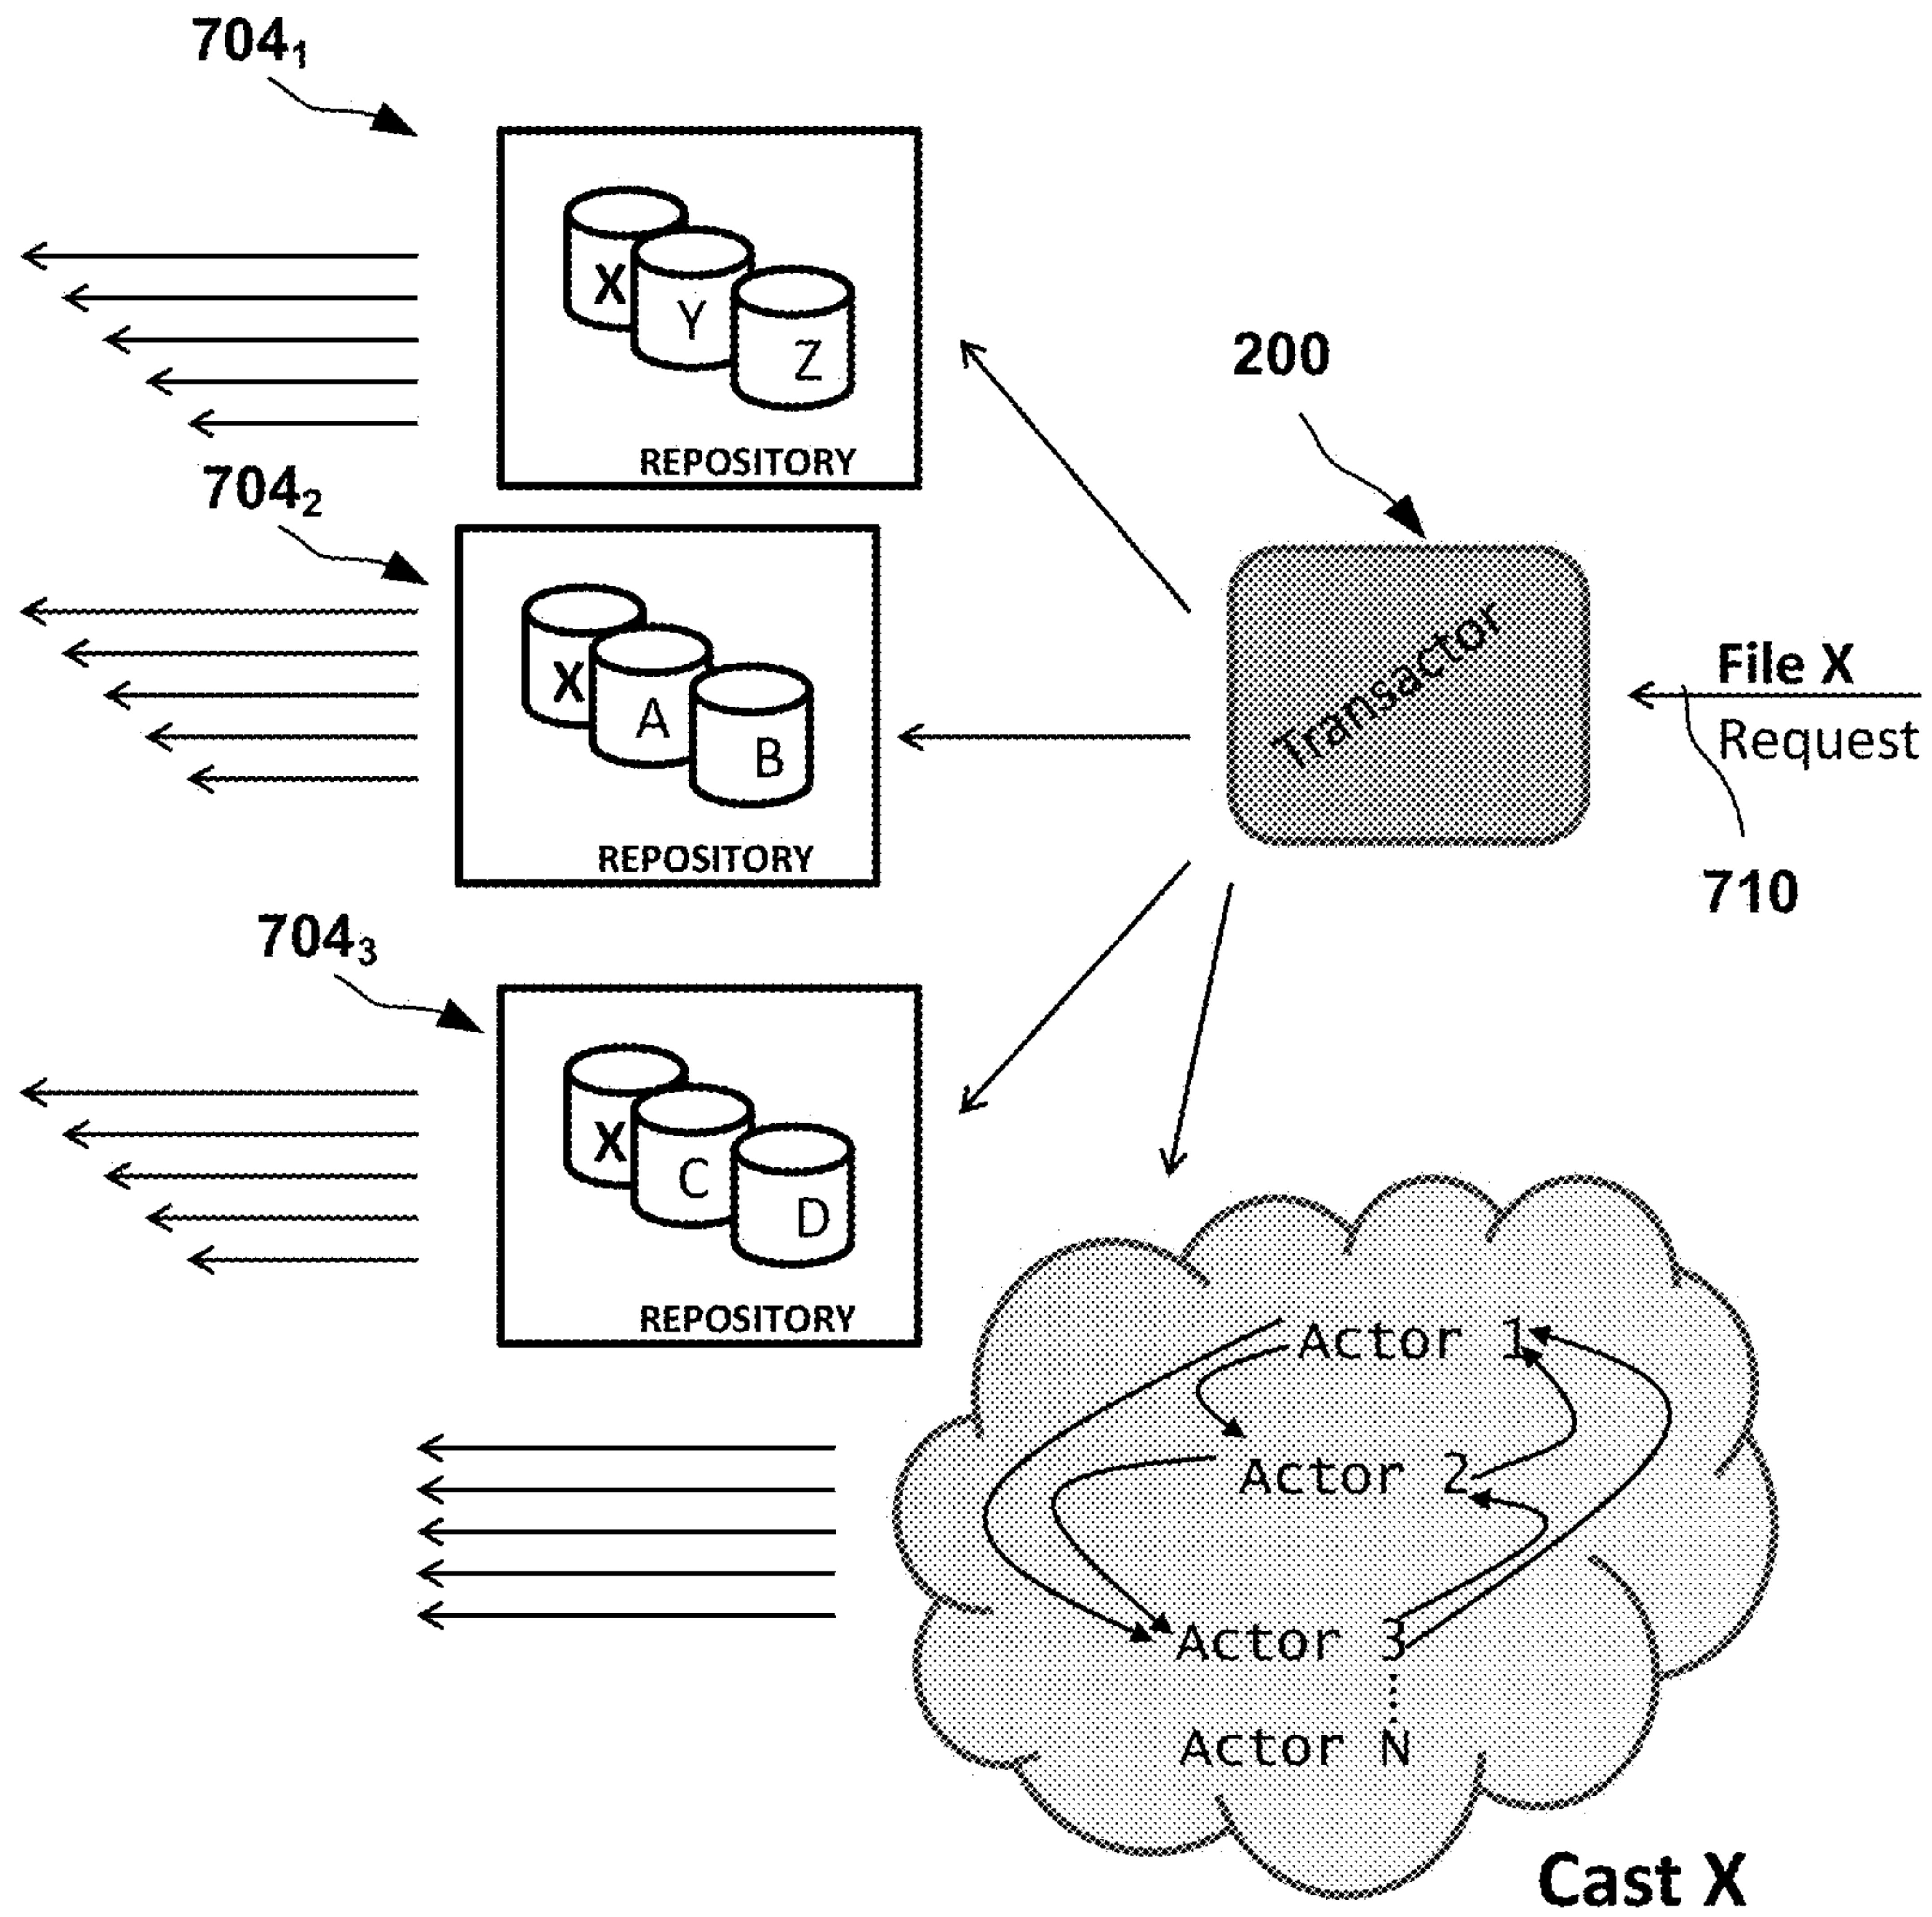 704₁
X
Y
Z
REPOSITORY
200
704₂
X
A
B
REPOSITORY
Transactor
File X
Request
710
704₃
X
C
D
REPOSITORY
Actor 1
Actor 2
Actor 3
Actor N
Cast X